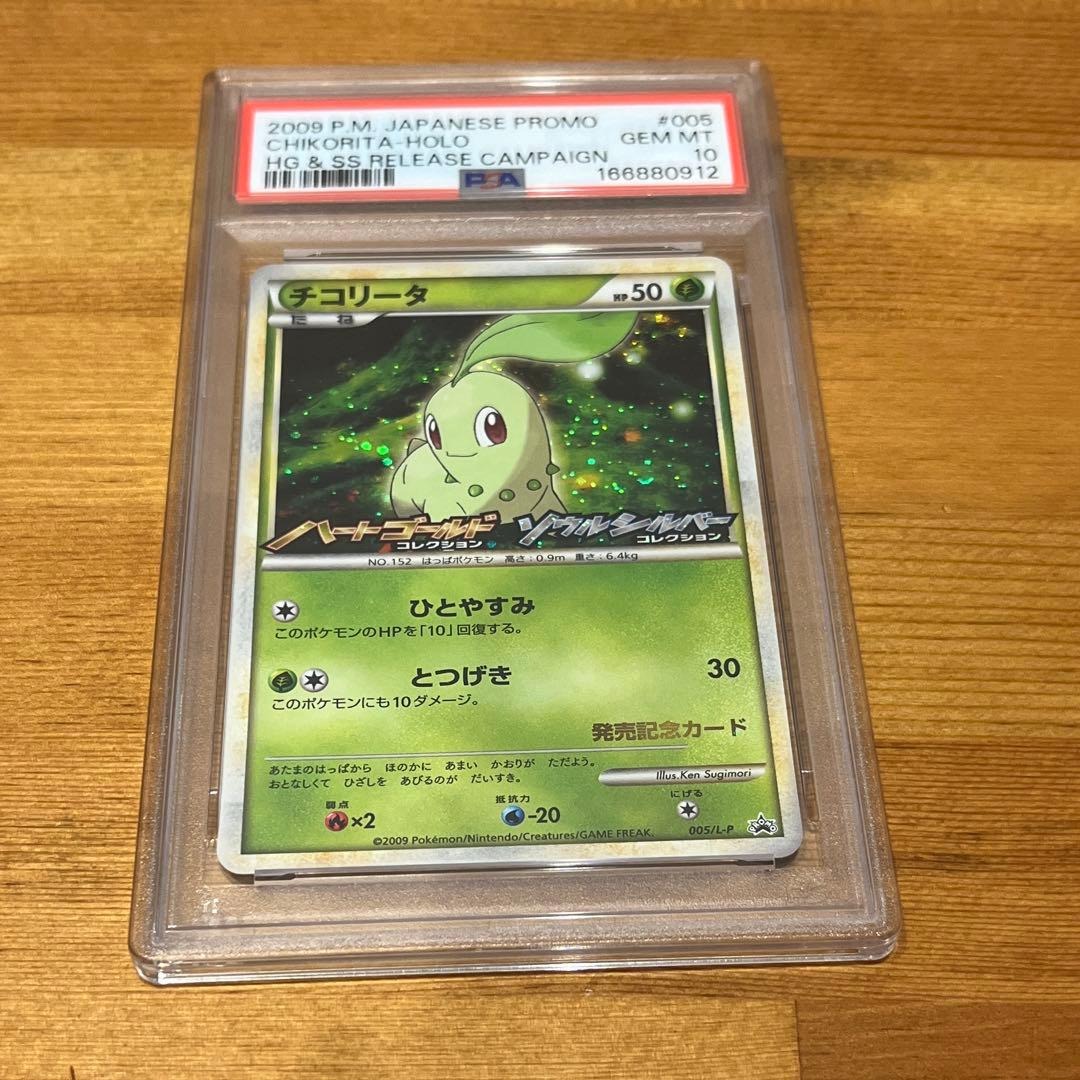 2009 P.M. JAPANESE PROMO #005
CHIKORITA-HOLO GEM MT
HG & SS RELEASE CAMPAIGN 10
PSA 166880912
チコリータ HP 50
たね
ハートゴールド ソウルシルバー
コレクション コレクション
NO.152 はっぱポケモン 高さ:0.9m 重さ:6.4kg
ひとやすみ
このポケモンのHPを「10」回復する。
とつげき 30
このポケモンにも10ダメージ。
発売記念カード
あたまのはっぱから ほのかに あまい かおりが ただよう。
おとなしくて ひざしを あびるのが だいすき。
Illus.Ken Sugimori
弱点 抵抗力 にげる
×2 -20
©2009 Pokémon/Nintendo/Creatures/GAME FREAK. 005/L-P